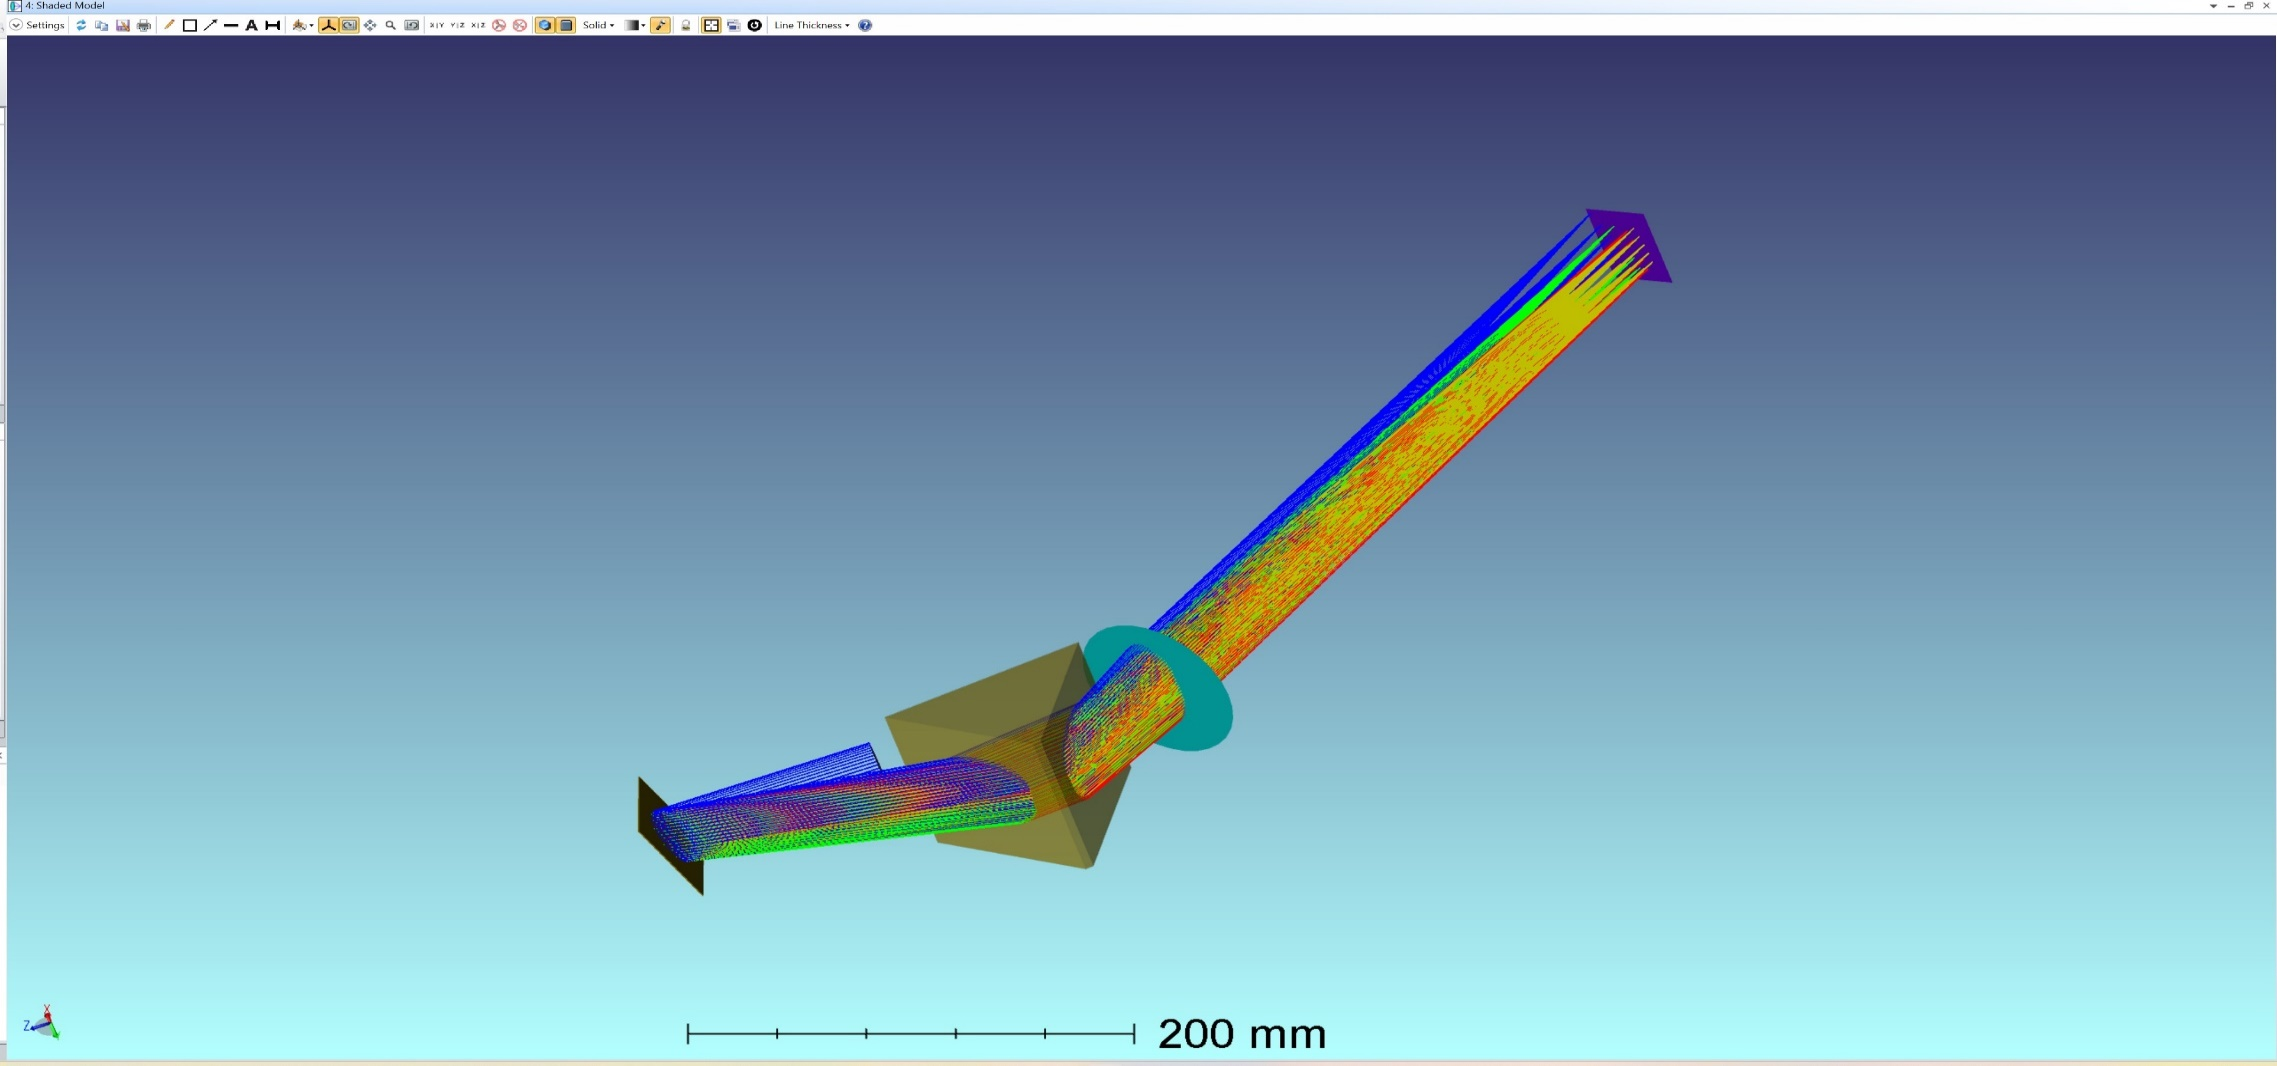 4: Shaded Model
Settings
A
X|Y Y|Z X|Z
Solid
Line Thickness
200 mm
X
Z
Y